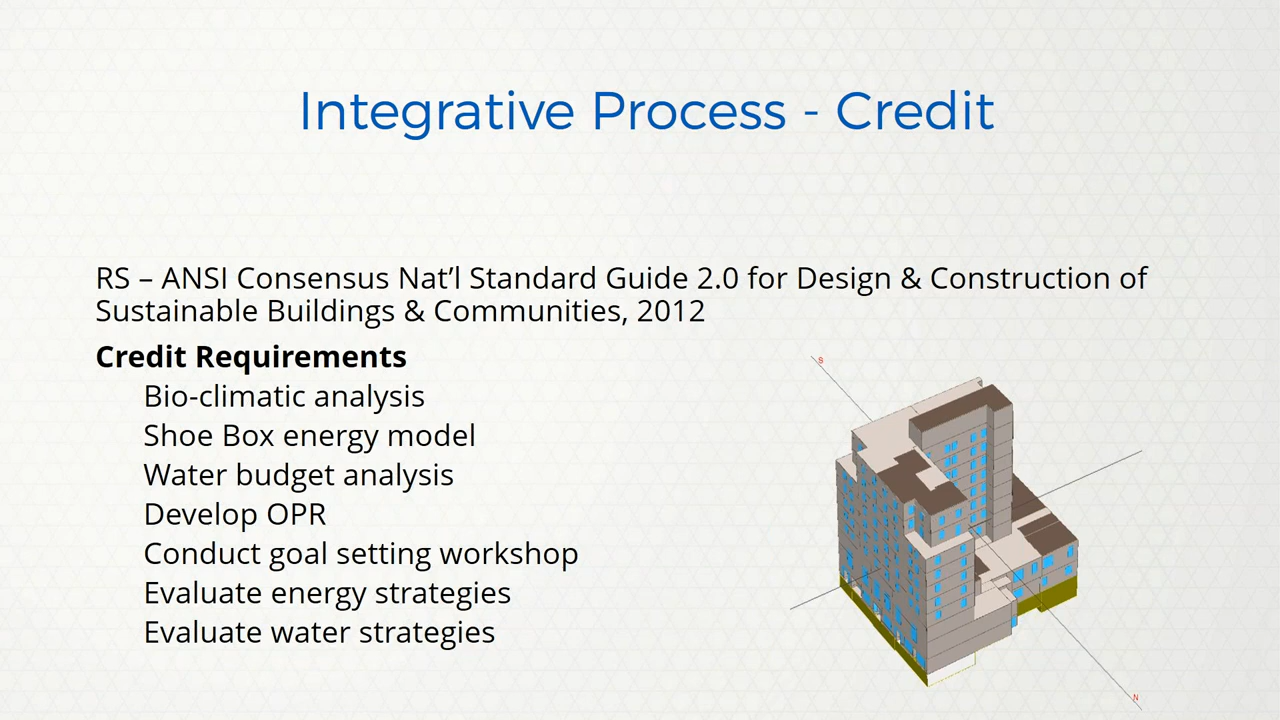 Integrative Process - Credit
RS – ANSI Consensus Nat’l Standard Guide 2.0 for Design & Construction of
Sustainable Buildings & Communities, 2012
Credit Requirements
Bio-climatic analysis
Shoe Box energy model
Water budget analysis
Develop OPR
Conduct goal setting workshop
Evaluate energy strategies
Evaluate water strategies
S
N